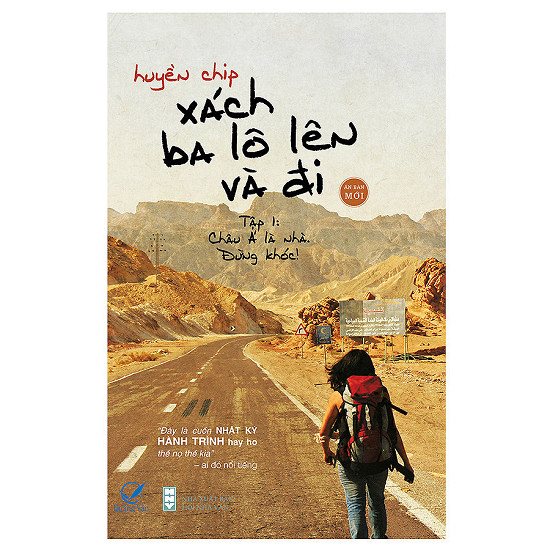 huyền chip
xách
ba lô lên
và đi
ẤN BẢN
MỚI
Tập 1:
Châu Á là nhà.
Đừng khóc!
"Đây là cuốn NHẬT KÝ
HÀNH TRÌNH hay ho
thế nọ thế kia"
– ai đó nổi tiếng